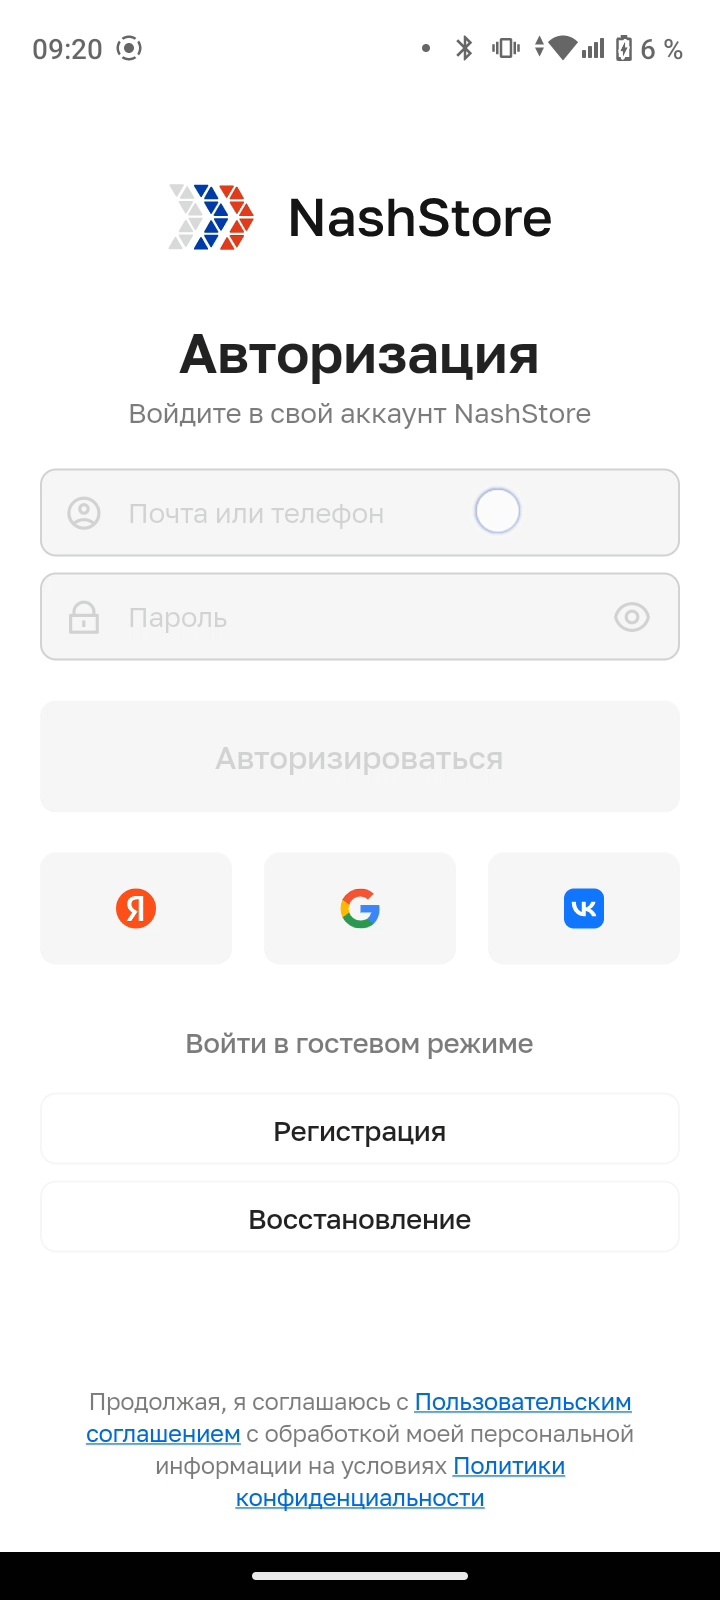 09:20
6 %
NashStore
Авторизация
Войдите в свой аккаунт NashStore
Почта или телефон
Пароль
Авторизироваться
Я
G
VK
Войти в гостевом режиме
Регистрация
Восстановление
Продолжая, я соглашаюсь с Пользовательским
соглашением с обработкой моей персональной
информации на условиях Политики
конфиденциальности